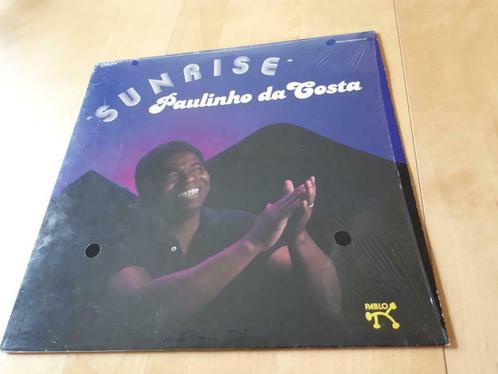 ·SUNRISE·
Paulinho da Costa
PABLO